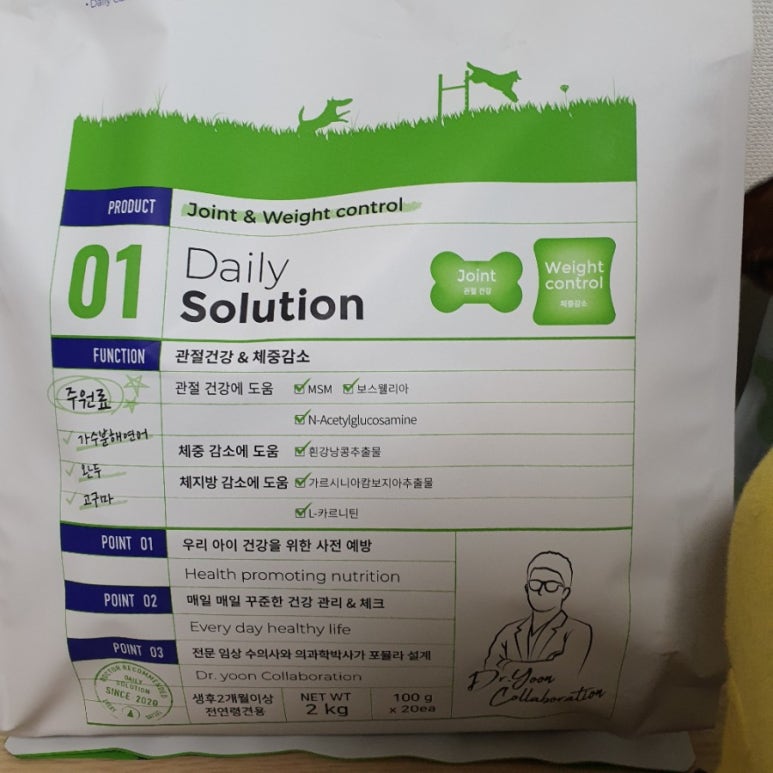 • Daily
PRODUCT
Joint & Weight control
01
Daily
Solution
Joint
관절 건강
Weight
control
체중감소
FUNCTION
관절건강 & 체중감소
주원료
가수분해연어
완두
고구마
관절 건강에 도움
MSM
보스웰리아
N-Acetylglucosamine
체중 감소에 도움
흰강낭콩추출물
체지방 감소에 도움
가르시니아캄보지아추출물
L-카르니틴
POINT 01
우리 아이 건강을 위한 사전 예방
Health promoting nutrition
POINT 02
매일 매일 꾸준한 건강 관리 & 체크
Every day healthy life
POINT 03
전문 임상 수의사와 의과학박사가 포뮬라 설계
Dr. yoon Collaboration
DOCTOR RECOMMENDED
DAILY
SOLUTION
SINCE 2020
생후2개월이상
전연령견용
NET WT
2 kg
100 g
x 20ea
Dr.Yoon
Collaboration